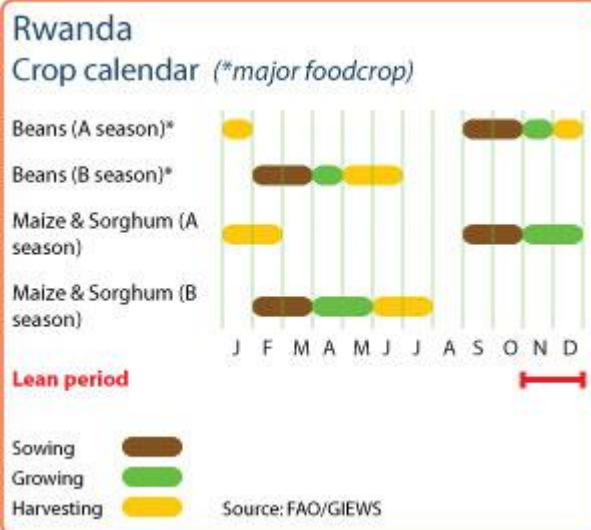 Rwanda
Crop calendar (*major foodcrop)
Beans (A season)*
Beans (B season)*
Maize & Sorghum (A
season)
Maize & Sorghum (B
season)
J F M A M J J A S O N D
Lean period
Sowing
Growing
Harvesting
Source: FAO/GIEWS